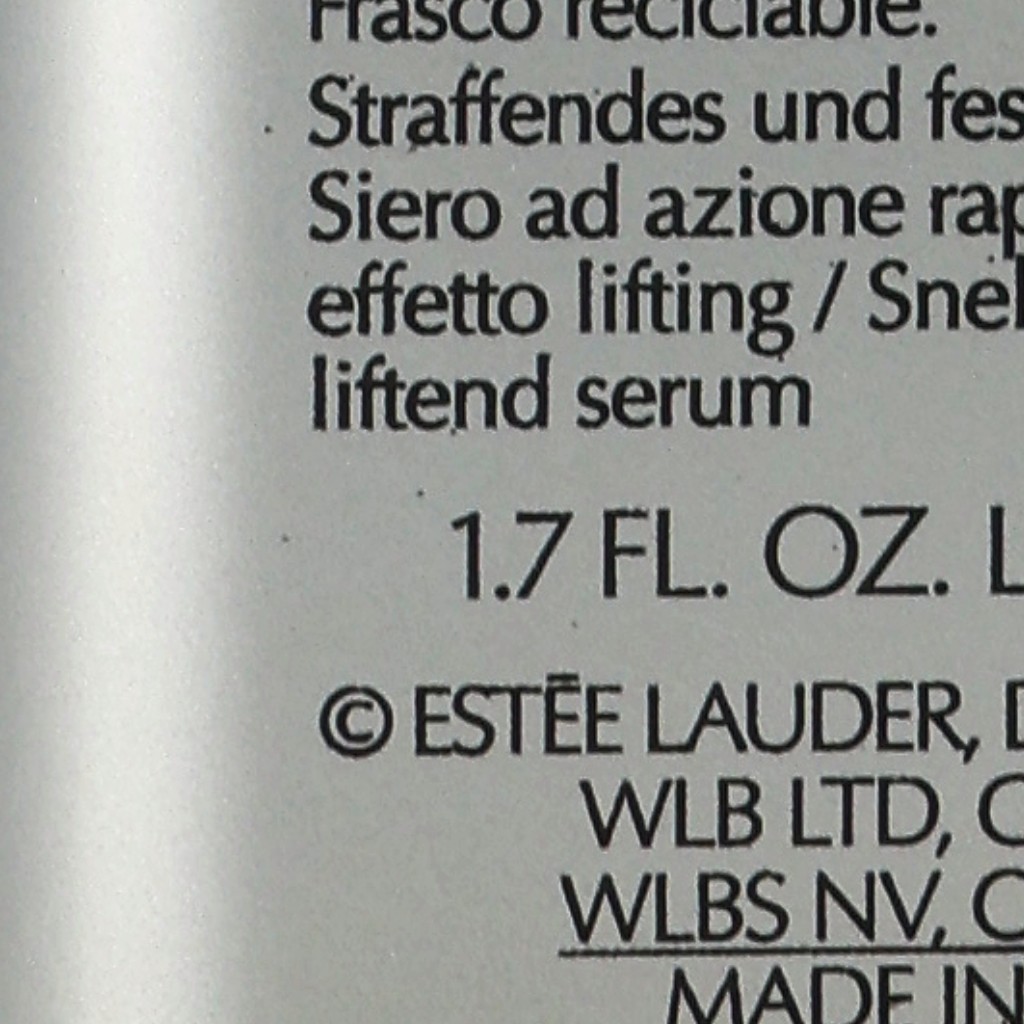 Frasco reciclable.
Straffendes und fes
Siero ad azione rap
effetto lifting / Snel
liftend serum
1.7 FL. OZ. L
© ESTĒE LAUDER, D
WLB LTD, C
WLBS NV, C
MADE IN